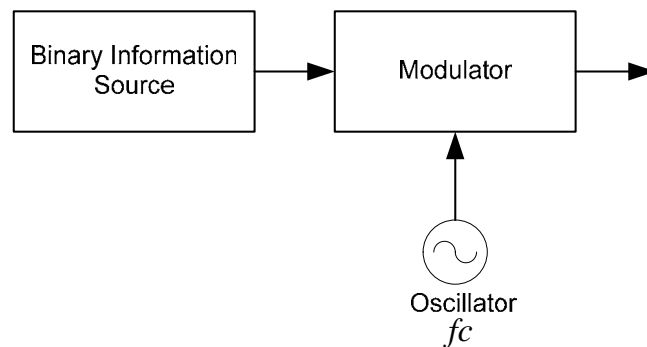 Binary Information
Source
Modulator
Oscillator
fc